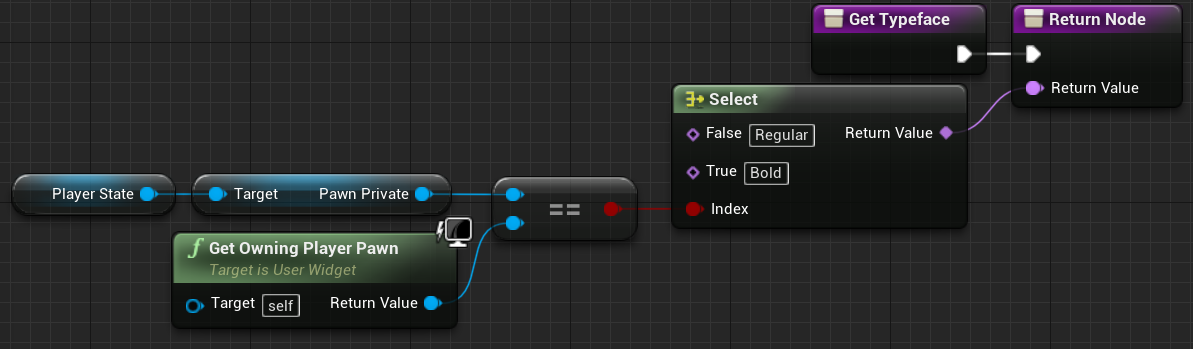 Get Typeface
Return Node
Return Value
Select
False Regular Return Value
True Bold
Index
Player State
Target Pawn Private
==
Get Owning Player Pawn
Target is User Widget
Target self Return Value